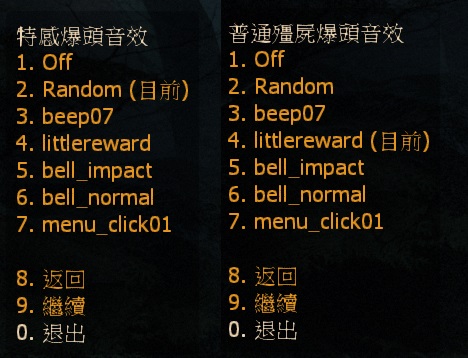 特感爆頭音效
1. Off
2. Random (目前)
3. beep07
4. littlereward
5. bell_impact
6. bell_normal
7. menu_click01
8. 返回
9. 繼續
0. 退出
普通殭屍爆頭音效
1. Off
2. Random
3. beep07
4. littlereward (目前)
5. bell_impact
6. bell_normal
7. menu_click01
8. 返回
9. 繼續
0. 退出